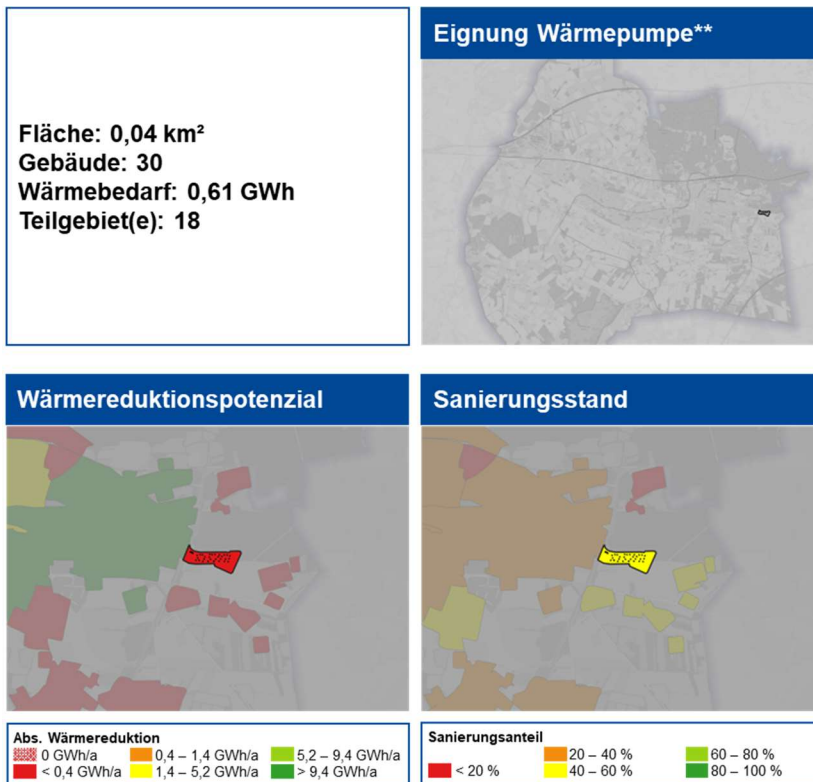 Fläche: 0,04 km²
Gebäude: 30
Wärmebedarf: 0,61 GWh
Teilgebiet(e): 18
Eignung Wärmepumpe**
Wärmereduktionspotenzial
Sanierungsstand
Abs. Wärmereduktion
0 GWh/a
0,4 – 1,4 GWh/a
5,2 – 9,4 GWh/a
< 0,4 GWh/a
1,4 – 5,2 GWh/a
> 9,4 GWh/a
Sanierungsanteil
20 – 40 %
60 – 80 %
< 20 %
40 – 60 %
80 – 100 %